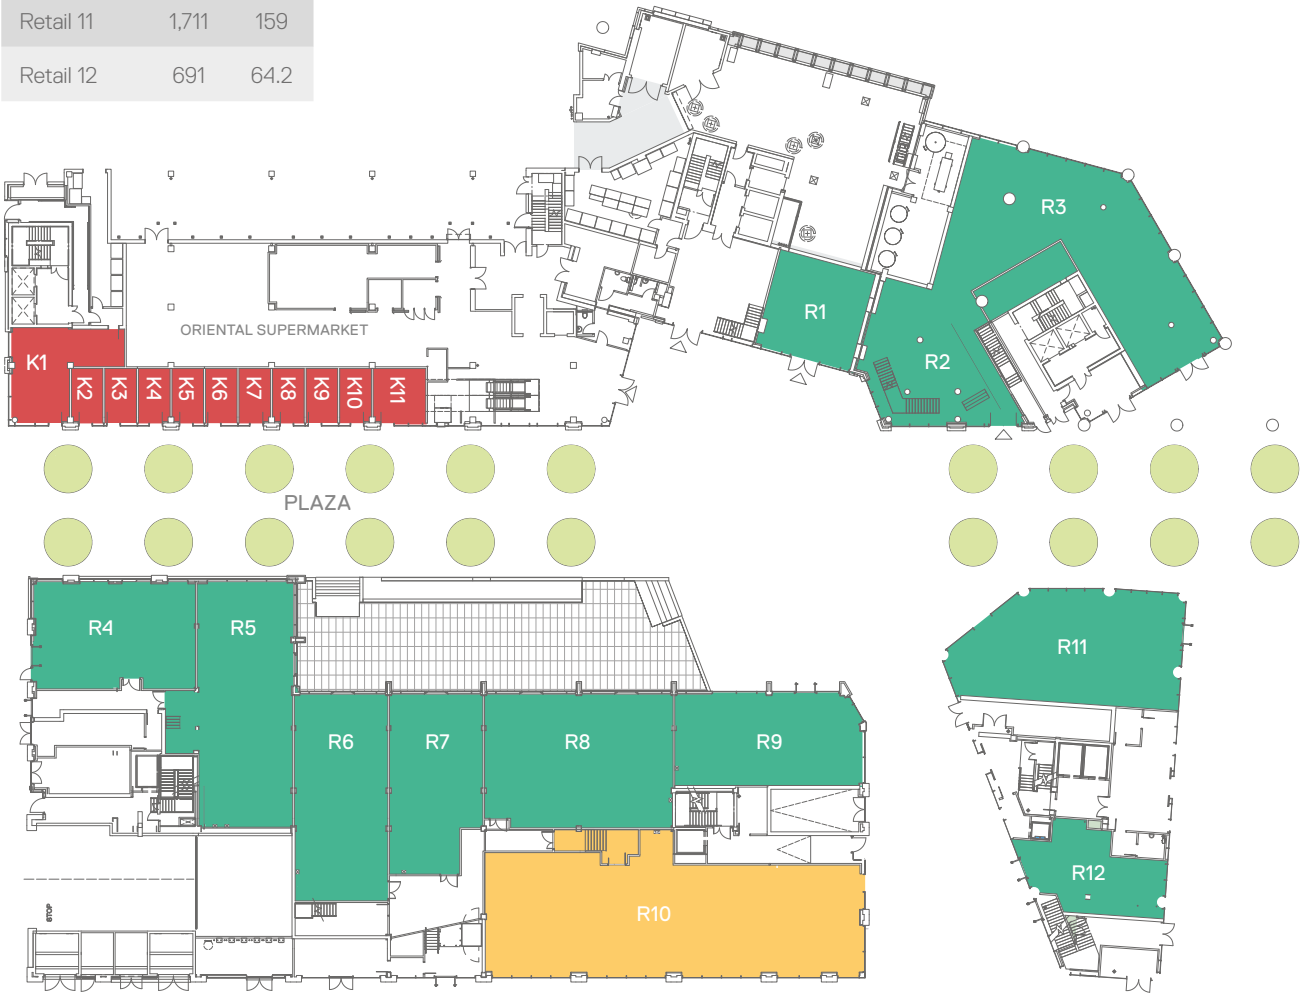 Retail 11 1,711 159
Retail 12 691 64.2
R3
R1
ORIENTAL SUPERMARKET
K1
R2
K2
K3
K4
K5
K6
K7
K8
K9
K10
K11
PLAZA
R4
R5
R11
R6
R7
R8
R9
R12
R10
STOP